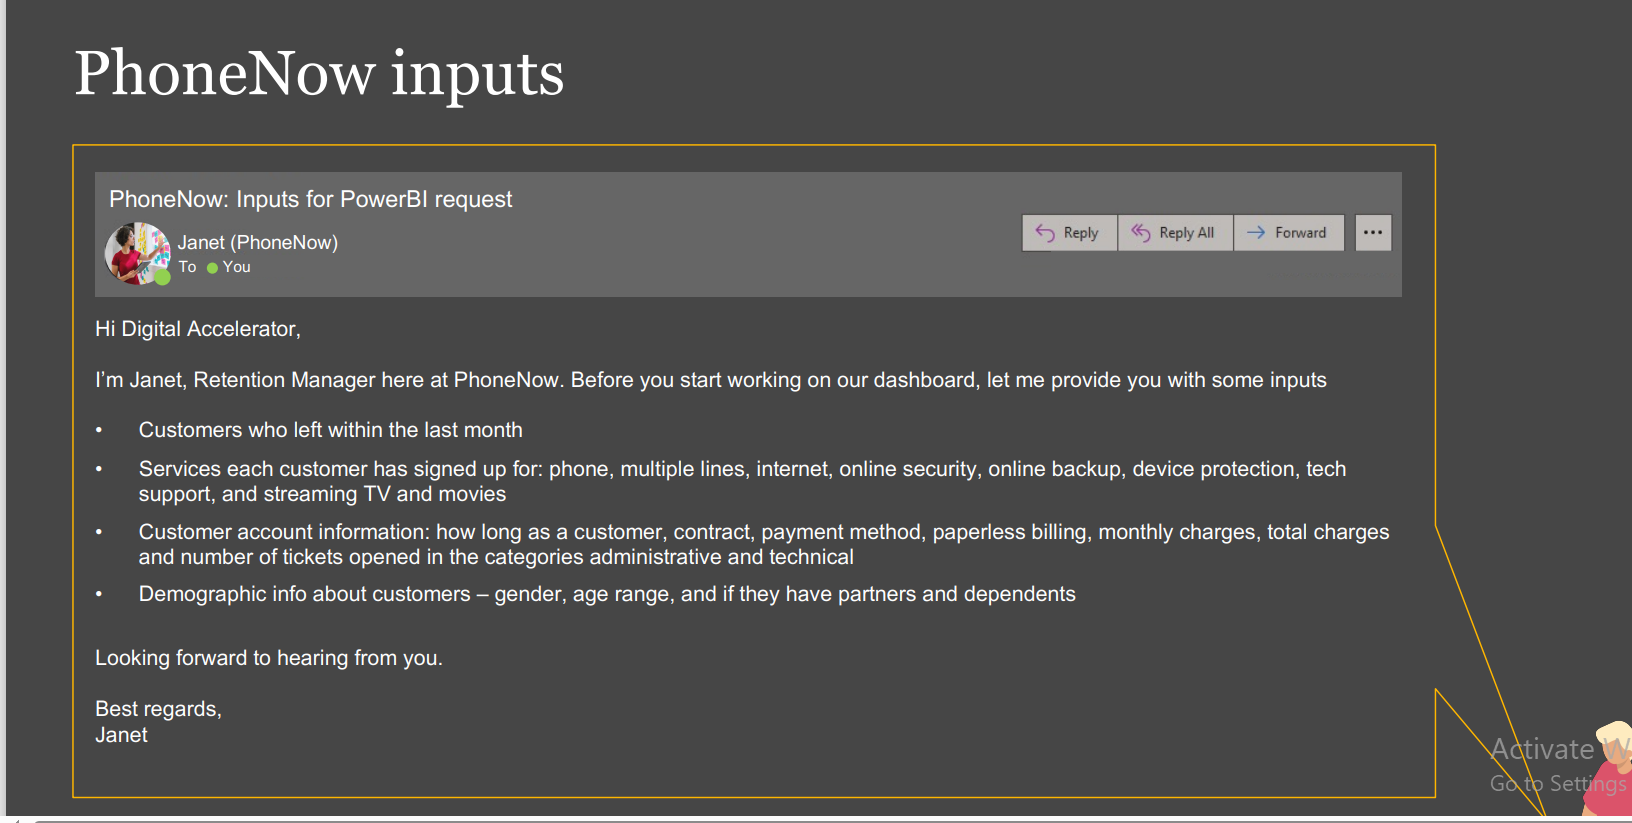 PhoneNow inputs
PhoneNow: Inputs for PowerBI request
Janet (PhoneNow)
To You
Reply
Reply All
Forward
Hi Digital Accelerator,
I’m Janet, Retention Manager here at PhoneNow. Before you start working on our dashboard, let me provide you with some inputs
• Customers who left within the last month
• Services each customer has signed up for: phone, multiple lines, internet, online security, online backup, device protection, tech
support, and streaming TV and movies
• Customer account information: how long as a customer, contract, payment method, paperless billing, monthly charges, total charges
and number of tickets opened in the categories administrative and technical
• Demographic info about customers – gender, age range, and if they have partners and dependents
Looking forward to hearing from you.
Best regards,
Janet
Activate W
Go to Settings